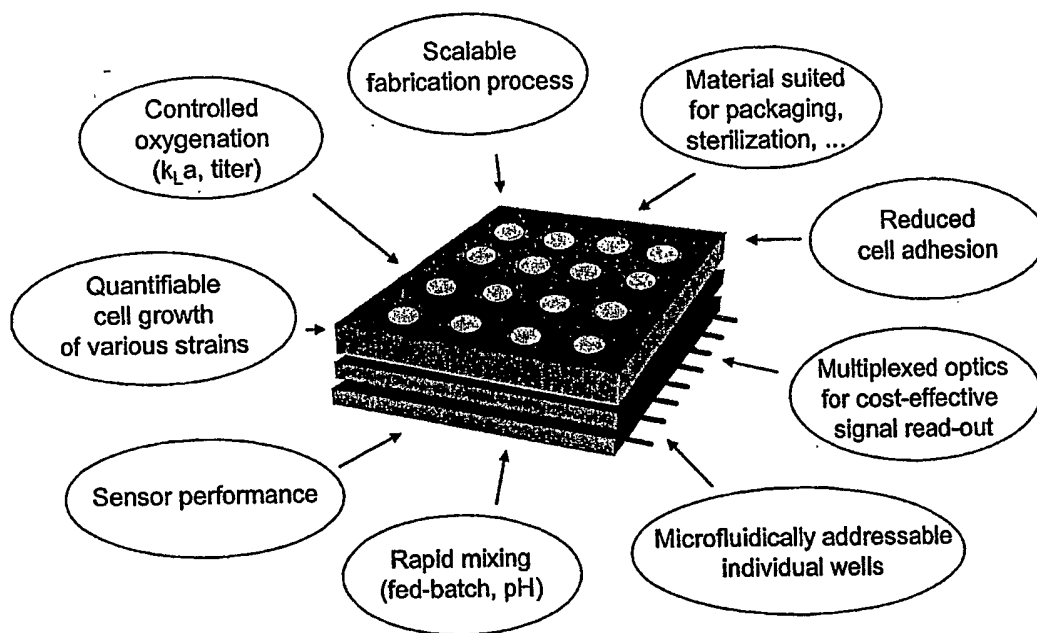 Scalable
fabrication process
Material suited
for packaging,
sterilization, ...
Controlled
oxygenation
(kLa, titer)
Reduced
cell adhesion
Quantifiable
cell growth
of various strains
Multiplexed optics
for cost-effective
signal read-out
Sensor performance
Rapid mixing
(fed-batch, pH)
Microfluidically addressable
individual wells